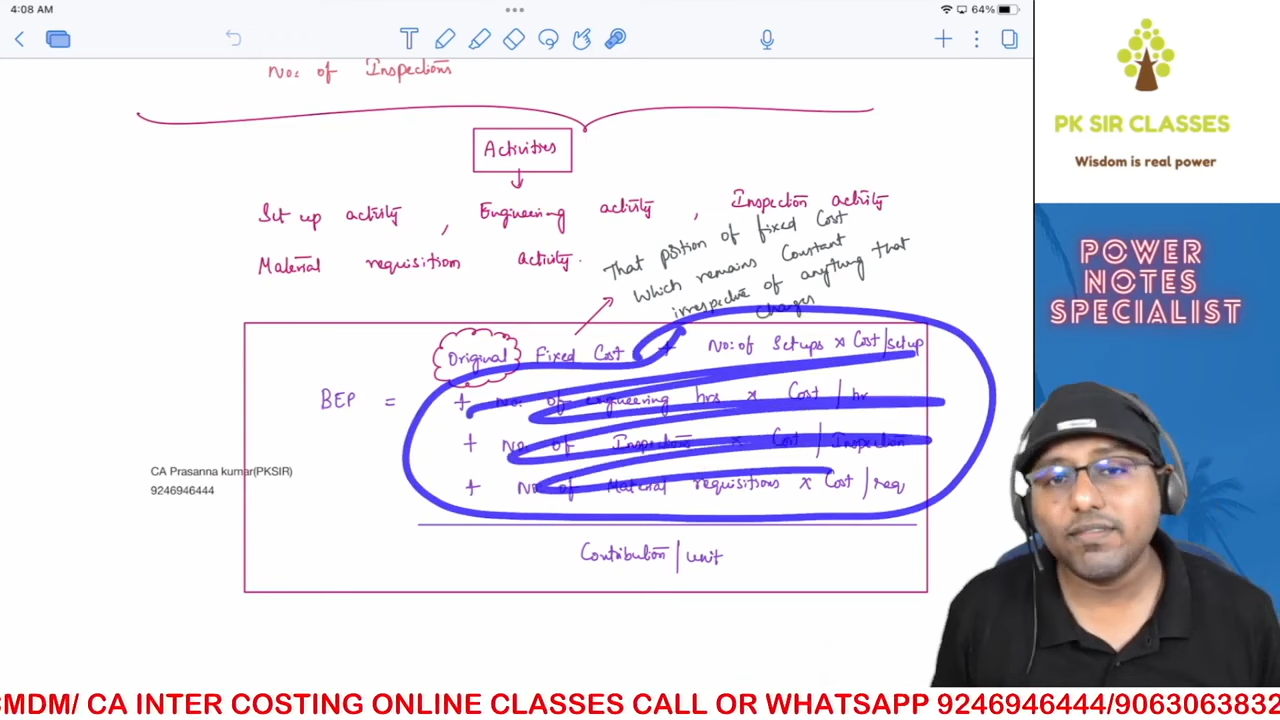 4:08 AM
64%
No: of Inspections
Activities
Set up activity , Engineering activity , Inspection activity
Material requisitions activity.
That portion of fixed Cost
Which remains Constant
irrespective of anything that
changes
Original Fixed Cost + No: of Setups x Cost/setup
BEP =
+ No: of engineering hrs x Cost / hr
+ No: of Inspections x Cost / Inspection
+ No: of Material requisitions x Cost / req
Contribution / unit
CA Prasanna kumar(PKSIR)
9246946444
PK SIR CLASSES
Wisdom is real power
POWER
NOTES
SPECIALIST
MDM/ CA INTER COSTING ONLINE CLASSES CALL OR WHATSAPP 9246946444/9063063832